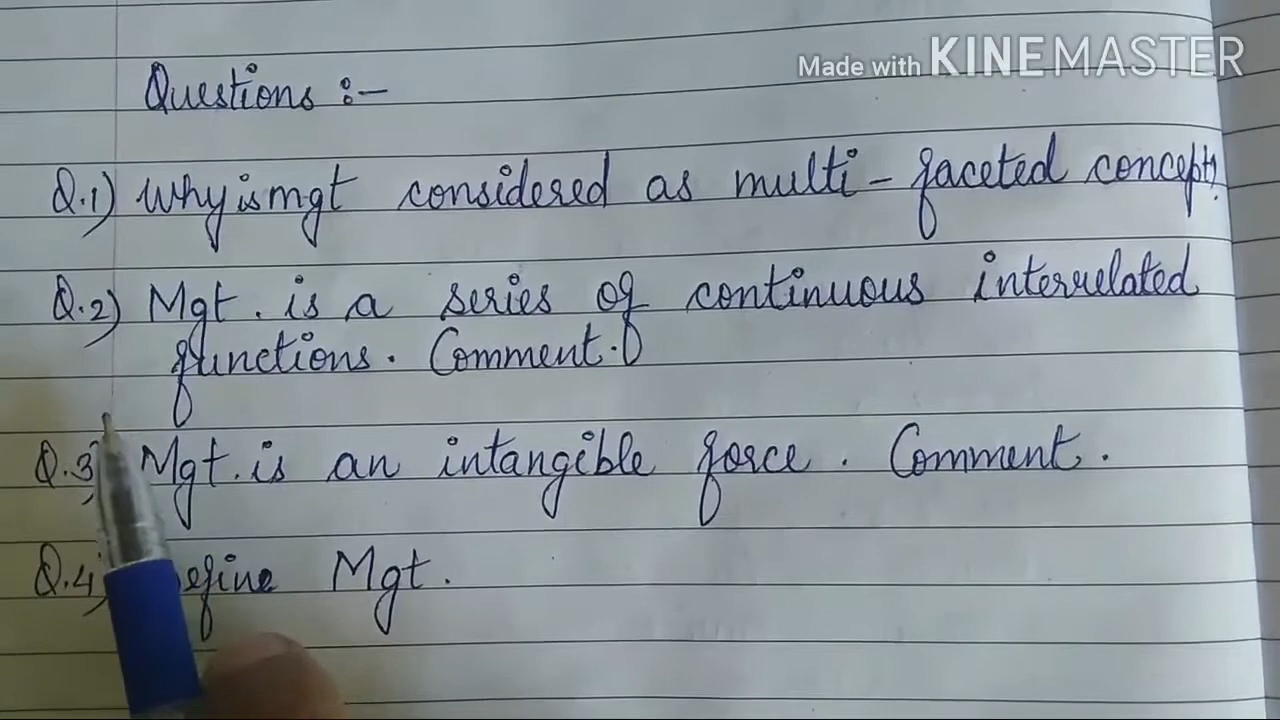 Made with KINEMASTER
Questions :-
Q.1) Why is mgt considered as multi-faceted concept?
Q.2) Mgt. is a series of continuous interrelated
functions. Comment.
Q.3) Mgt. is an intangible force. Comment.
Q.4) efine Mgt.